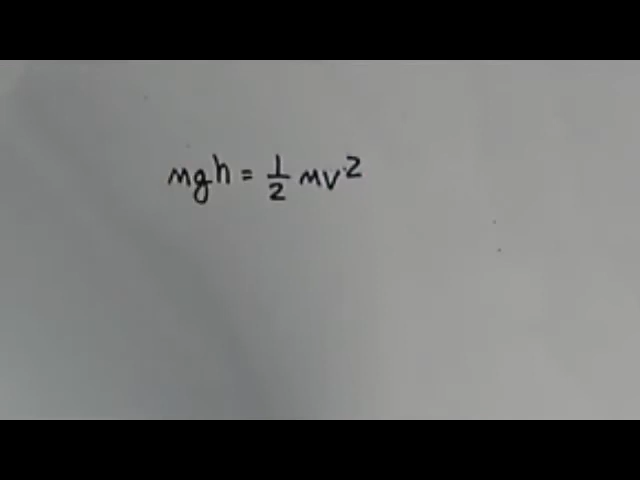 mgh = 1/2 mv²